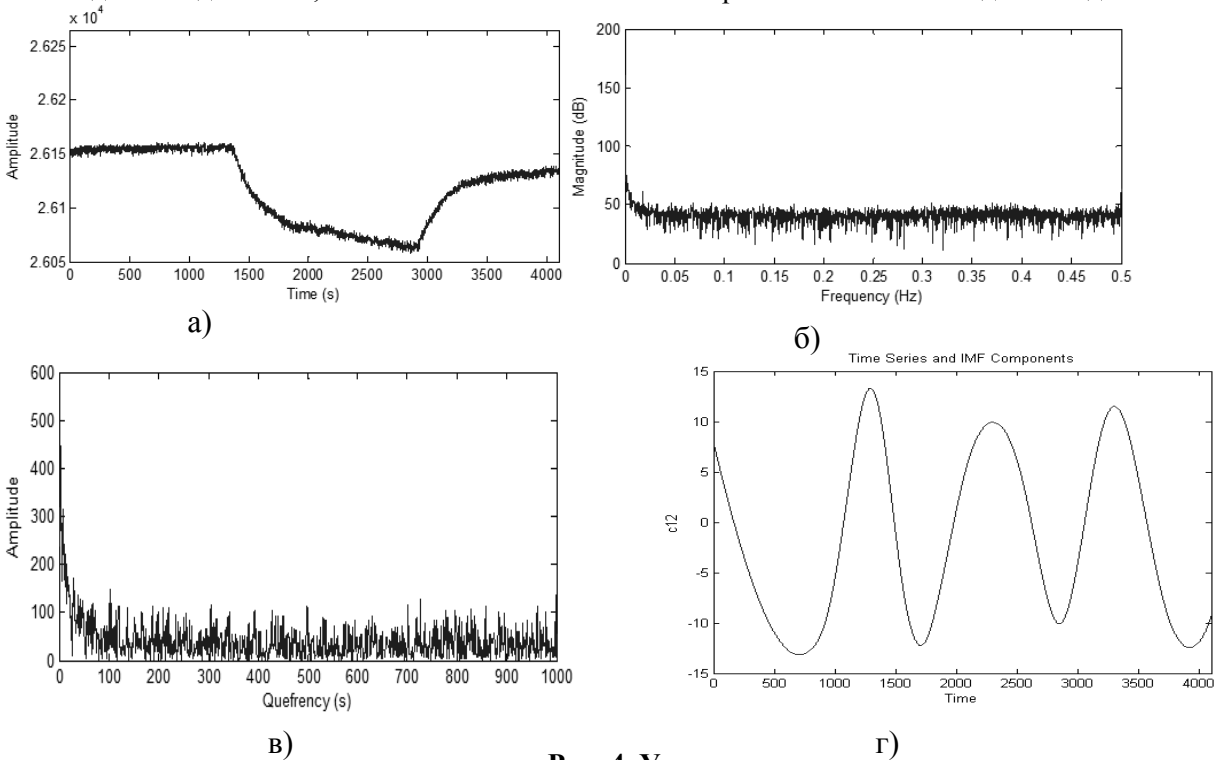 x 10⁴
2.625
2.62
2.615
2.61
2.605
0 500 1000 1500 2000 2500 3000 3500 4000
Amplitude
Time (s)
а)
200
150
100
50
0
0 0.05 0.1 0.15 0.2 0.25 0.3 0.35 0.4 0.45 0.5
Magnitude (dB)
Frequency (Hz)
б)
600
500
400
300
200
100
0
0 100 200 300 400 500 600 700 800 900 1000
Amplitude
Quefrency (s)
в)
Time Series and IMF Components
15
10
5
0
-5
-10
-15
0 500 1000 1500 2000 2500 3000 3500 4000
c12
Time
г)